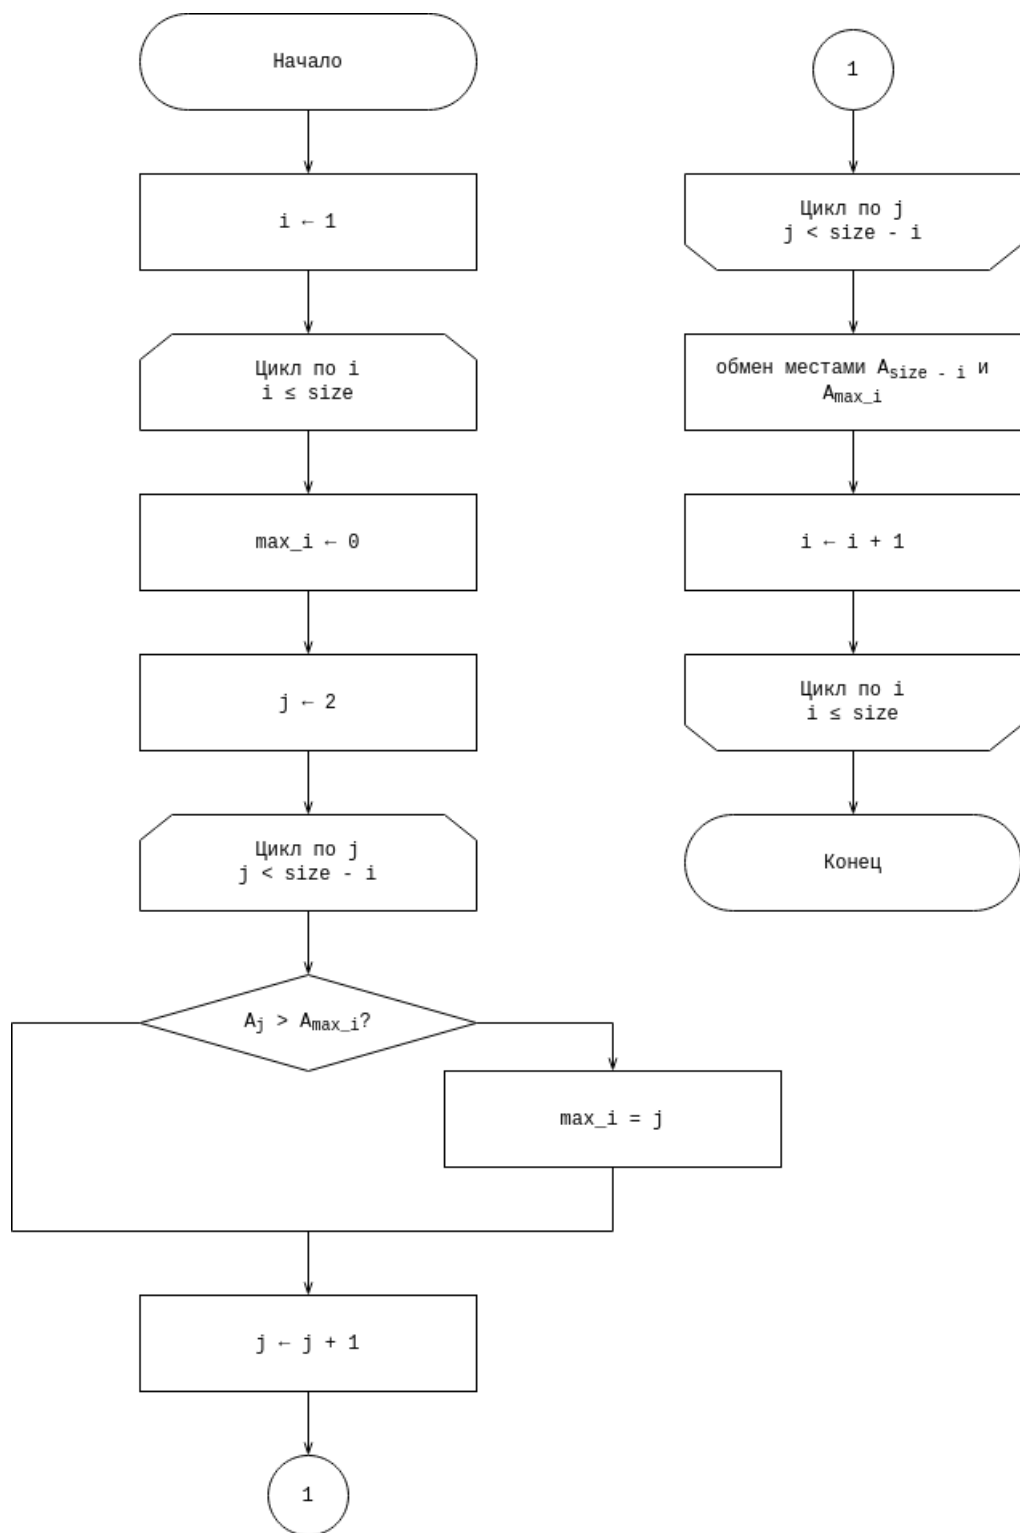 Начало
i ← 1
Цикл по i
i ≤ size
max_i ← 0
j ← 2
Цикл по j
j < size - i
Aj > Amax_i?
max_i = j
j ← j + 1
1
1
Цикл по j
j < size - i
обмен местами Asize - i и
Amax_i
i ← i + 1
Цикл по i
i ≤ size
Конец